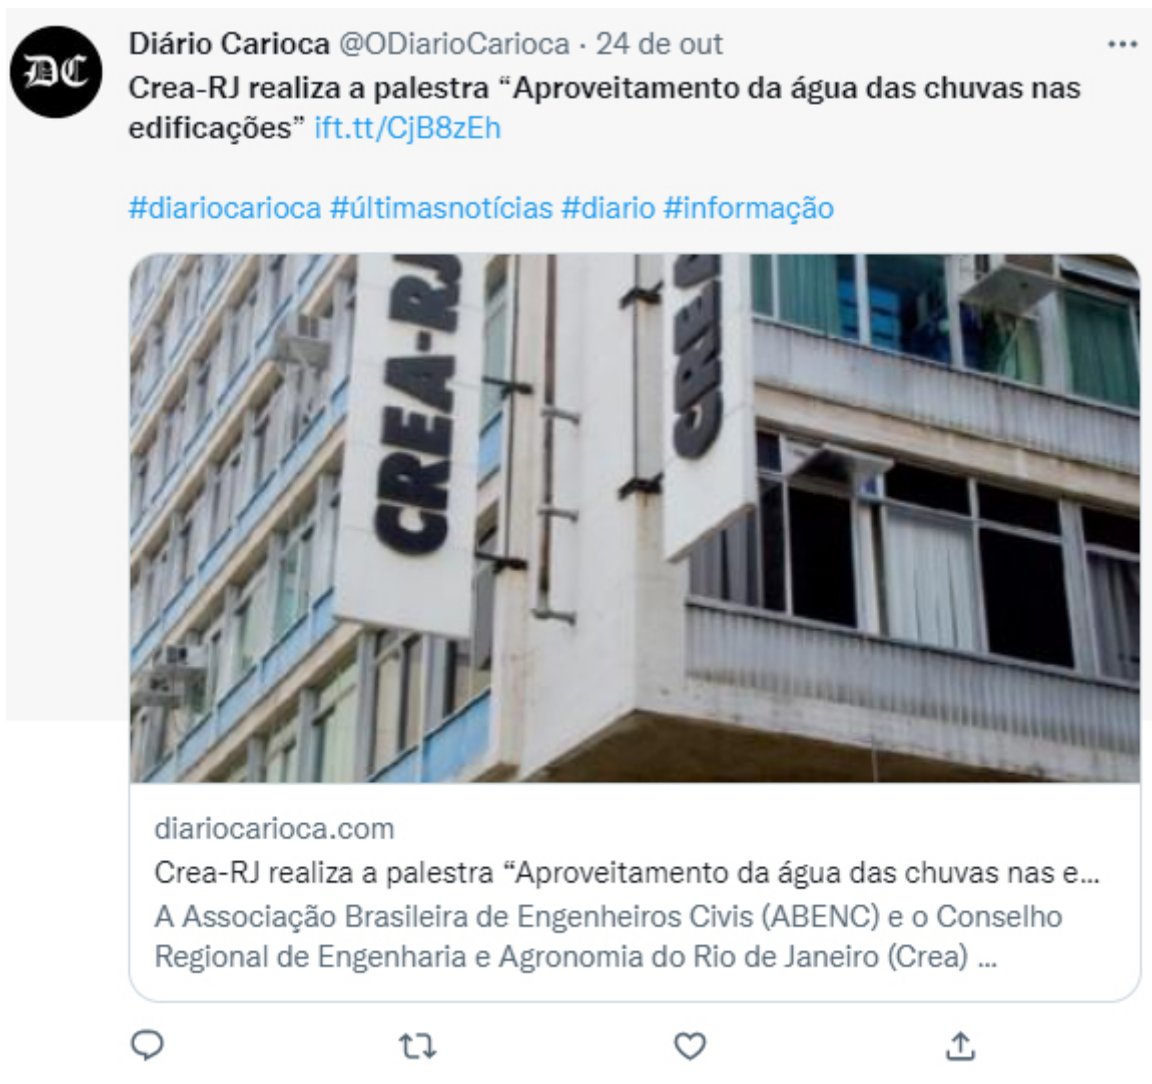 DC
Diário Carioca @ODiarioCarioca · 24 de out
Crea-RJ realiza a palestra “Aproveitamento da água das chuvas nas
edificações” ift.tt/CjB8zEh
#diariocarioca #últimasnotícias #diario #informação
CREA-RJ
CREA
diariocarioca.com
Crea-RJ realiza a palestra “Aproveitamento da água das chuvas nas e...
A Associação Brasileira de Engenheiros Civis (ABENC) e o Conselho
Regional de Engenharia e Agronomia do Rio de Janeiro (Crea) ...